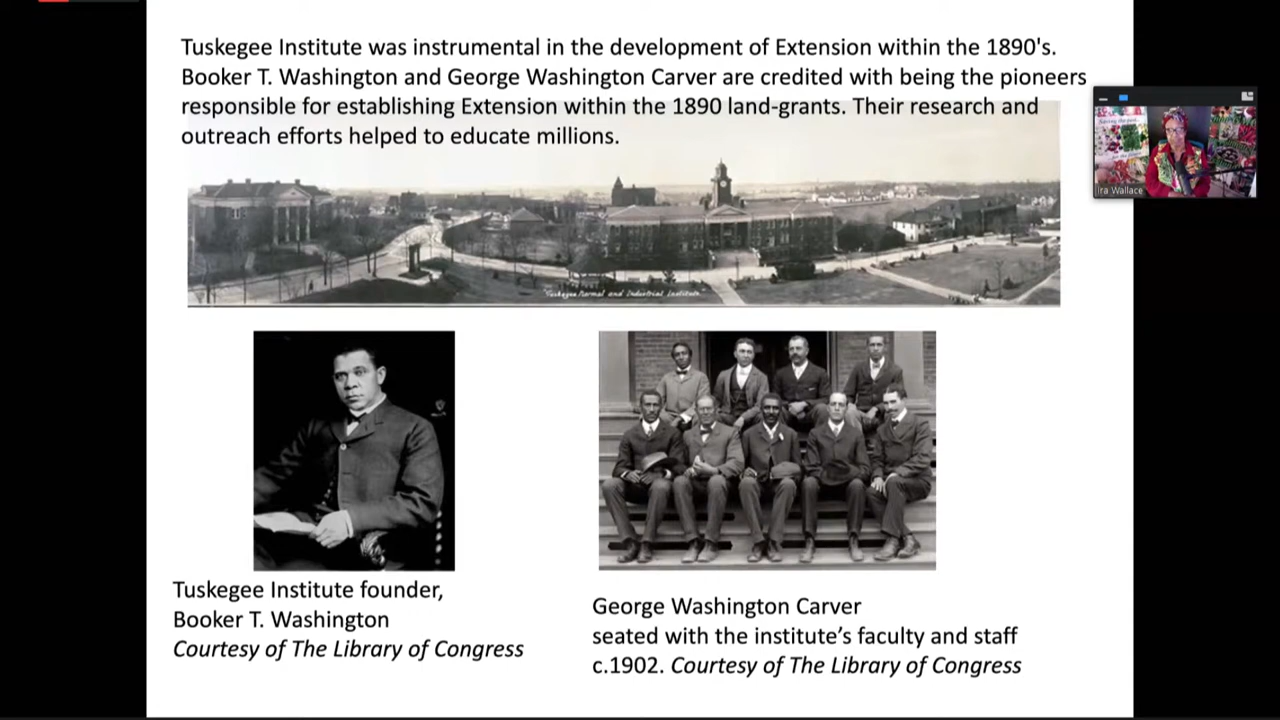 Tuskegee Institute was instrumental in the development of Extension within the 1890's.
Booker T. Washington and George Washington Carver are credited with being the pioneers
responsible for establishing Extension within the 1890 land-grants. Their research and
outreach efforts helped to educate millions.
Ira Wallace
"Tuskegee Normal and Industrial Institute"
Tuskegee Institute founder,
Booker T. Washington
Courtesy of The Library of Congress
George Washington Carver
seated with the institute’s faculty and staff
c.1902. Courtesy of The Library of Congress